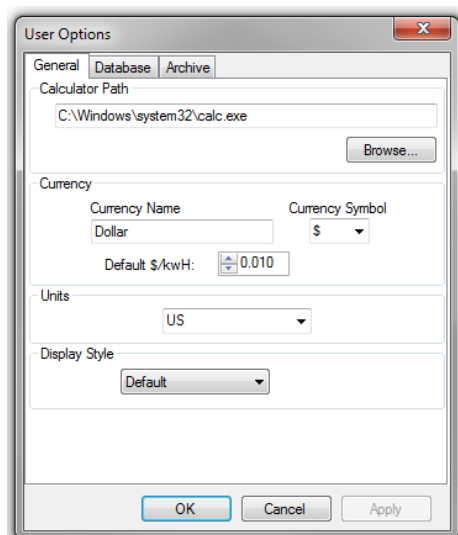 User Options
General Database Archive
Calculator Path
C:\Windows\system32\calc.exe
Browse...
Currency
Currency Name Currency Symbol
Dollar $
Default $/kwH: 0.010
Units
US
Display Style
Default
OK Cancel Apply